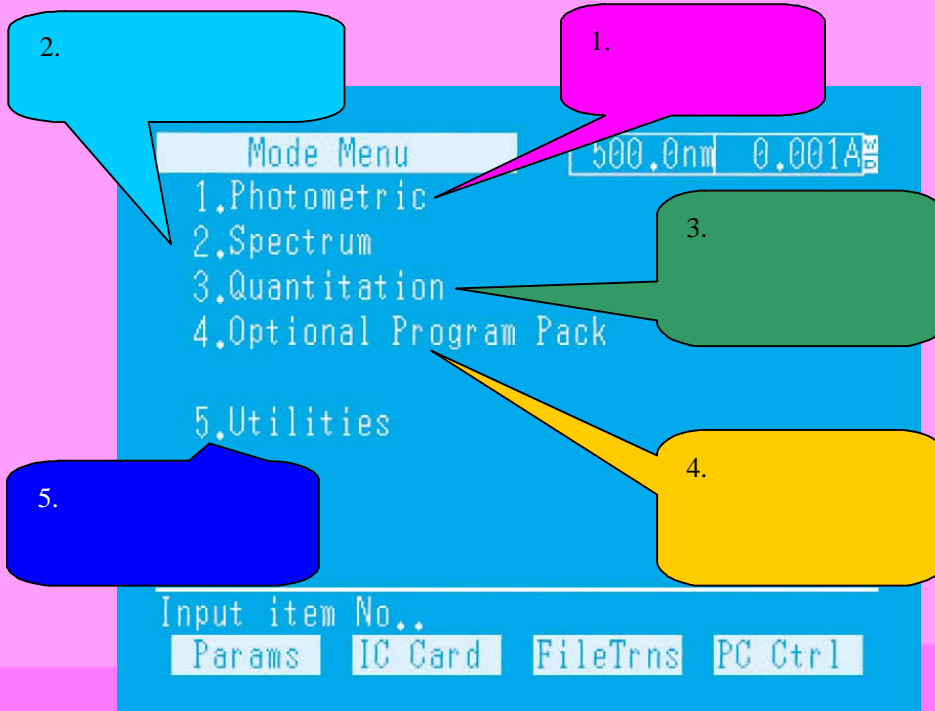 2.
1.
Mode Menu
500.0nm 0.001A
1.Photometric
2.Spectrum
3.
3.Quantitation
4.Optional Program Pack
5.Utilities
4.
5.
Input item No..
Params IC Card FileTrns PC Ctrl